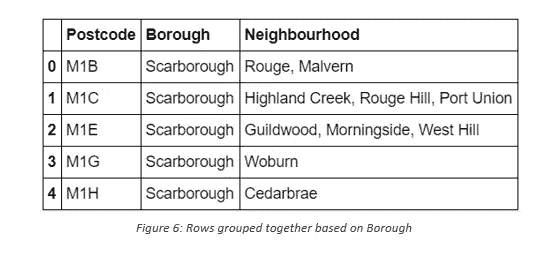 Postcode Borough Neighbourhood
0 M1B Scarborough Rouge, Malvern
1 M1C Scarborough Highland Creek, Rouge Hill, Port Union
2 M1E Scarborough Guildwood, Morningside, West Hill
3 M1G Scarborough Woburn
4 M1H Scarborough Cedarbrae
Figure 6: Rows grouped together based on Borough